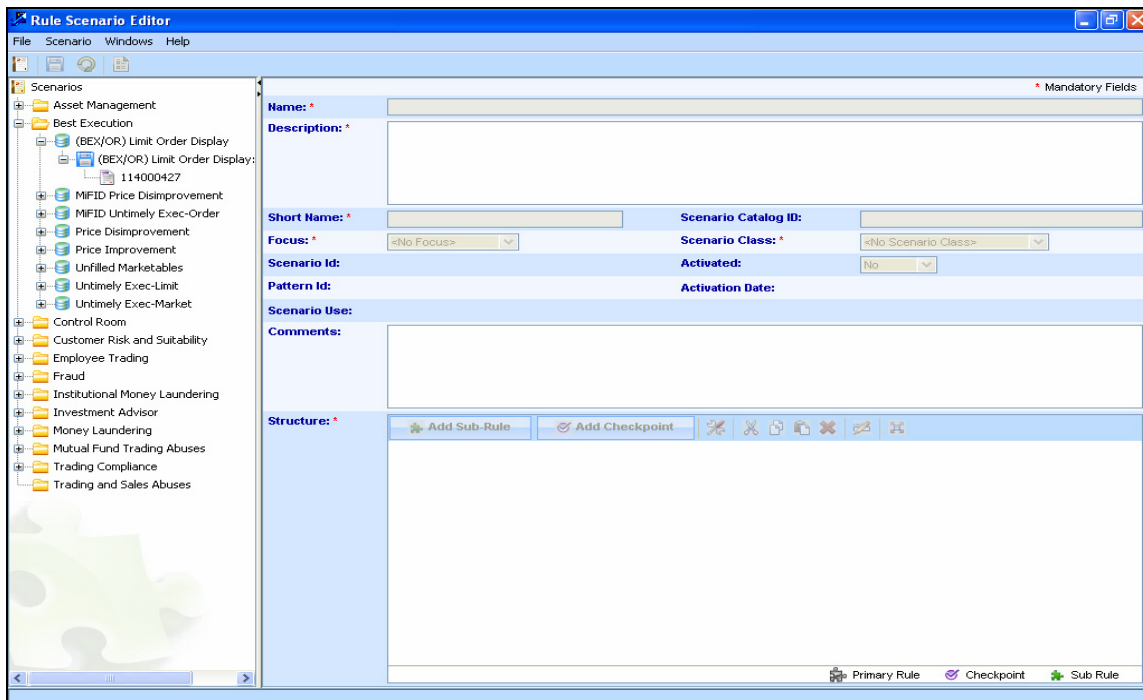 Rule Scenario Editor
File Scenario Windows Help
Scenarios
* Mandatory Fields
Asset Management
Best Execution
(BEX/OR) Limit Order Display
(BEX/OR) Limit Order Display:
114000427
MiFID Price Disimprovement
MiFID Untimely Exec-Order
Price Disimprovement
Price Improvement
Unfilled Marketables
Untimely Exec-Limit
Untimely Exec-Market
Control Room
Customer Risk and Suitability
Employee Trading
Fraud
Institutional Money Laundering
Investment Advisor
Money Laundering
Mutual Fund Trading Abuses
Trading Compliance
Trading and Sales Abuses
Name: *
Description: *
Short Name: * Scenario Catalog ID:
Focus: * <No Focus> Scenario Class: * <No Scenario Class>
Scenario Id: Activated: No
Pattern Id: Activation Date:
Scenario Use:
Comments:
Structure: * Add Sub-Rule Add Checkpoint
Primary Rule Checkpoint Sub Rule